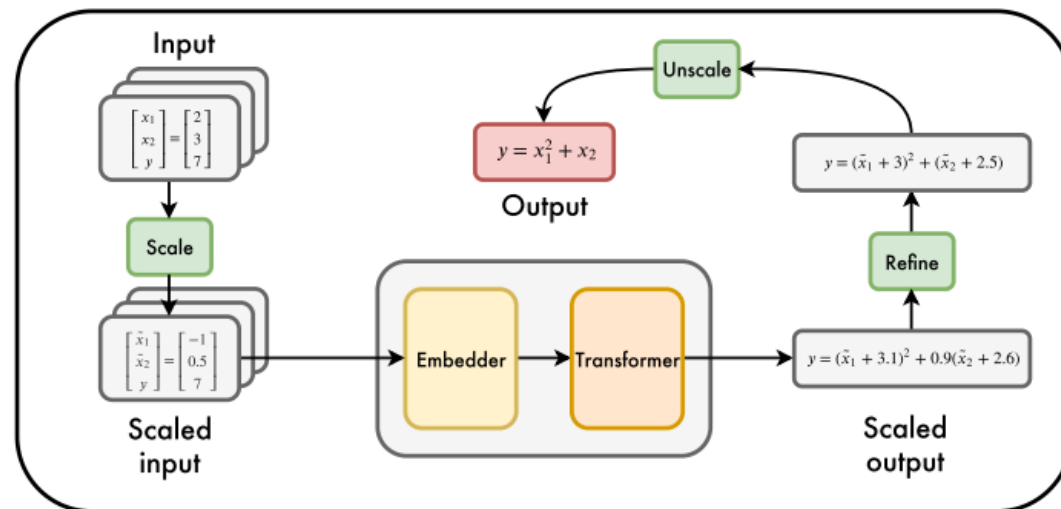 Input
[x₁ x₂ y] = [2 3 7]
Scale
[x̃₁ x̃₂ y] = [−1 0.5 7]
Scaled
input
Embedder
Transformer
y = (x̃₁ + 3.1)² + 0.9(x̃₂ + 2.6)
Scaled
output
Refine
y = (x̃₁ + 3)² + (x̃₂ + 2.5)
Unscale
y = x₁² + x₂
Output